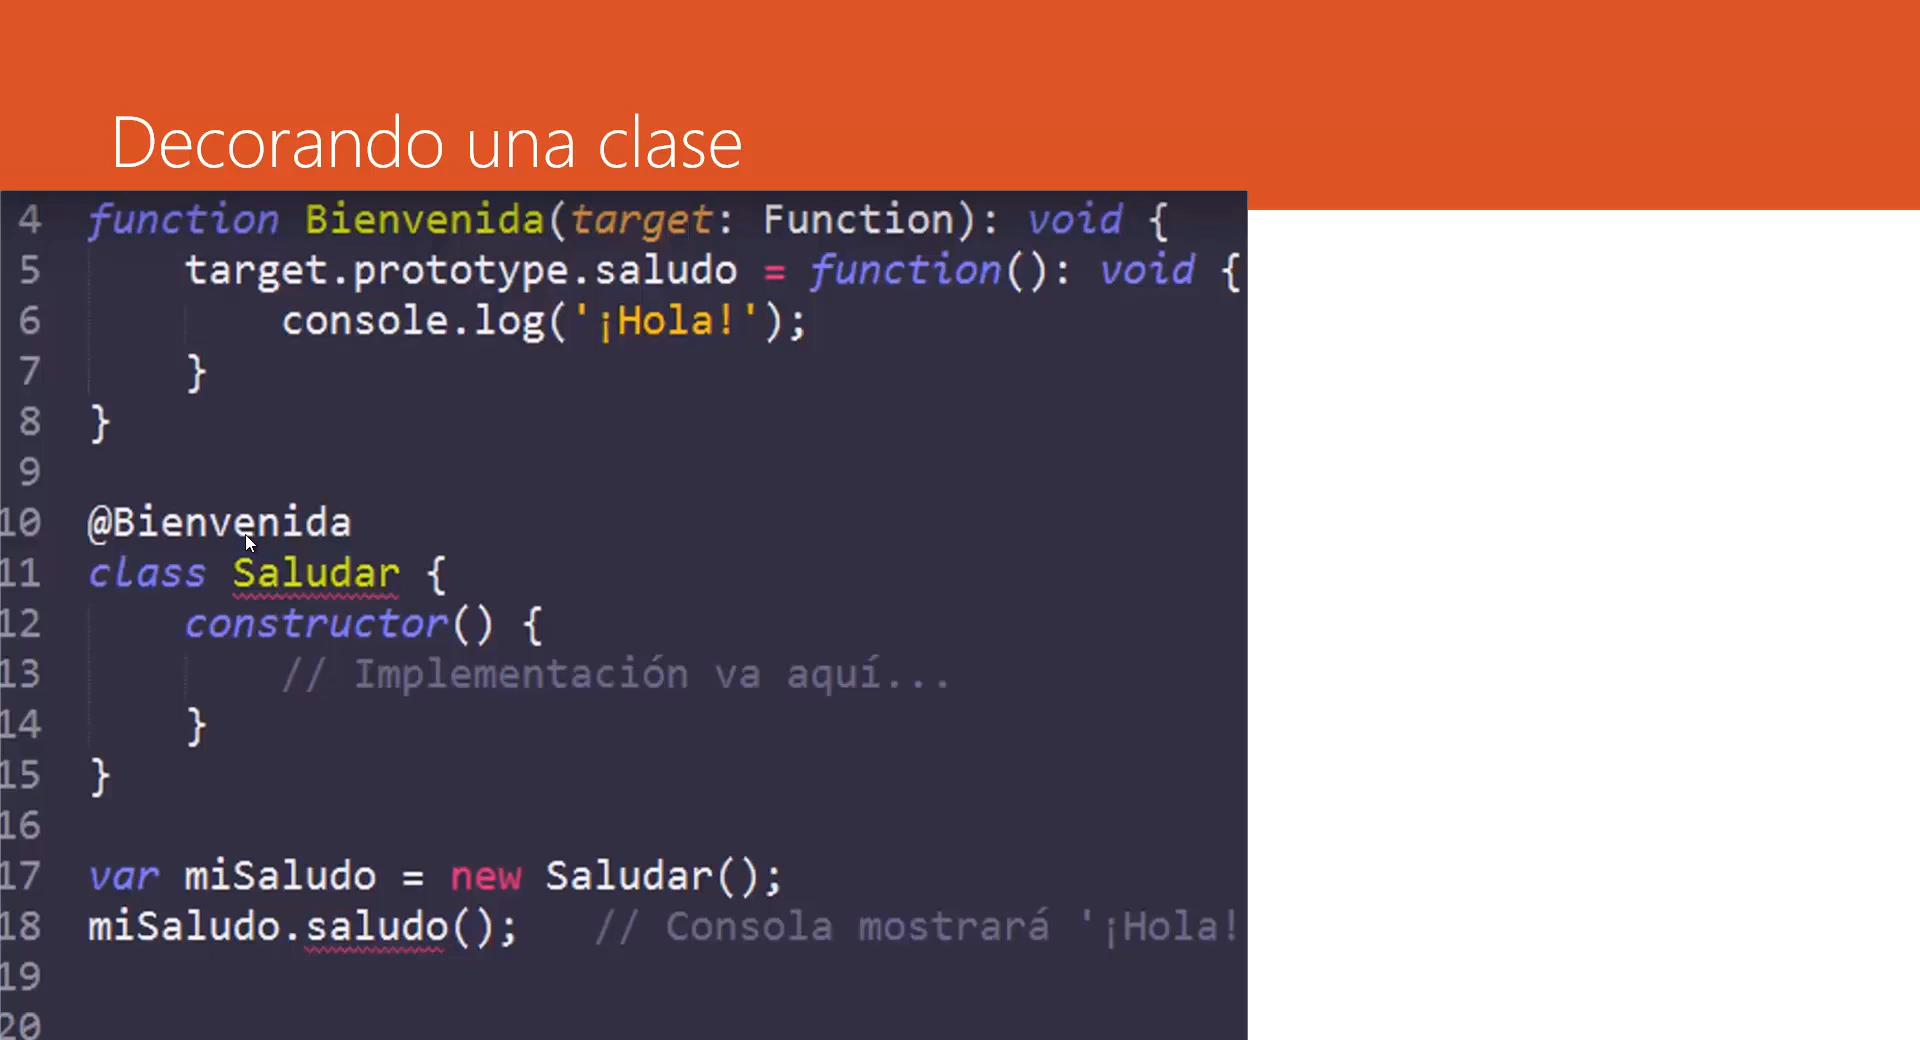 Decorando una clase
4 function Bienvenida(target: Function): void {
5 target.prototype.saludo = function(): void {
6 console.log('¡Hola!');
7 }
8 }
9
10 @Bienvenida
11 class Saludar {
12 constructor() {
13 // Implementación va aquí...
14 }
15 }
16
17 var miSaludo = new Saludar();
18 miSaludo.saludo(); // Consola mostrará '¡Hola!
19
20